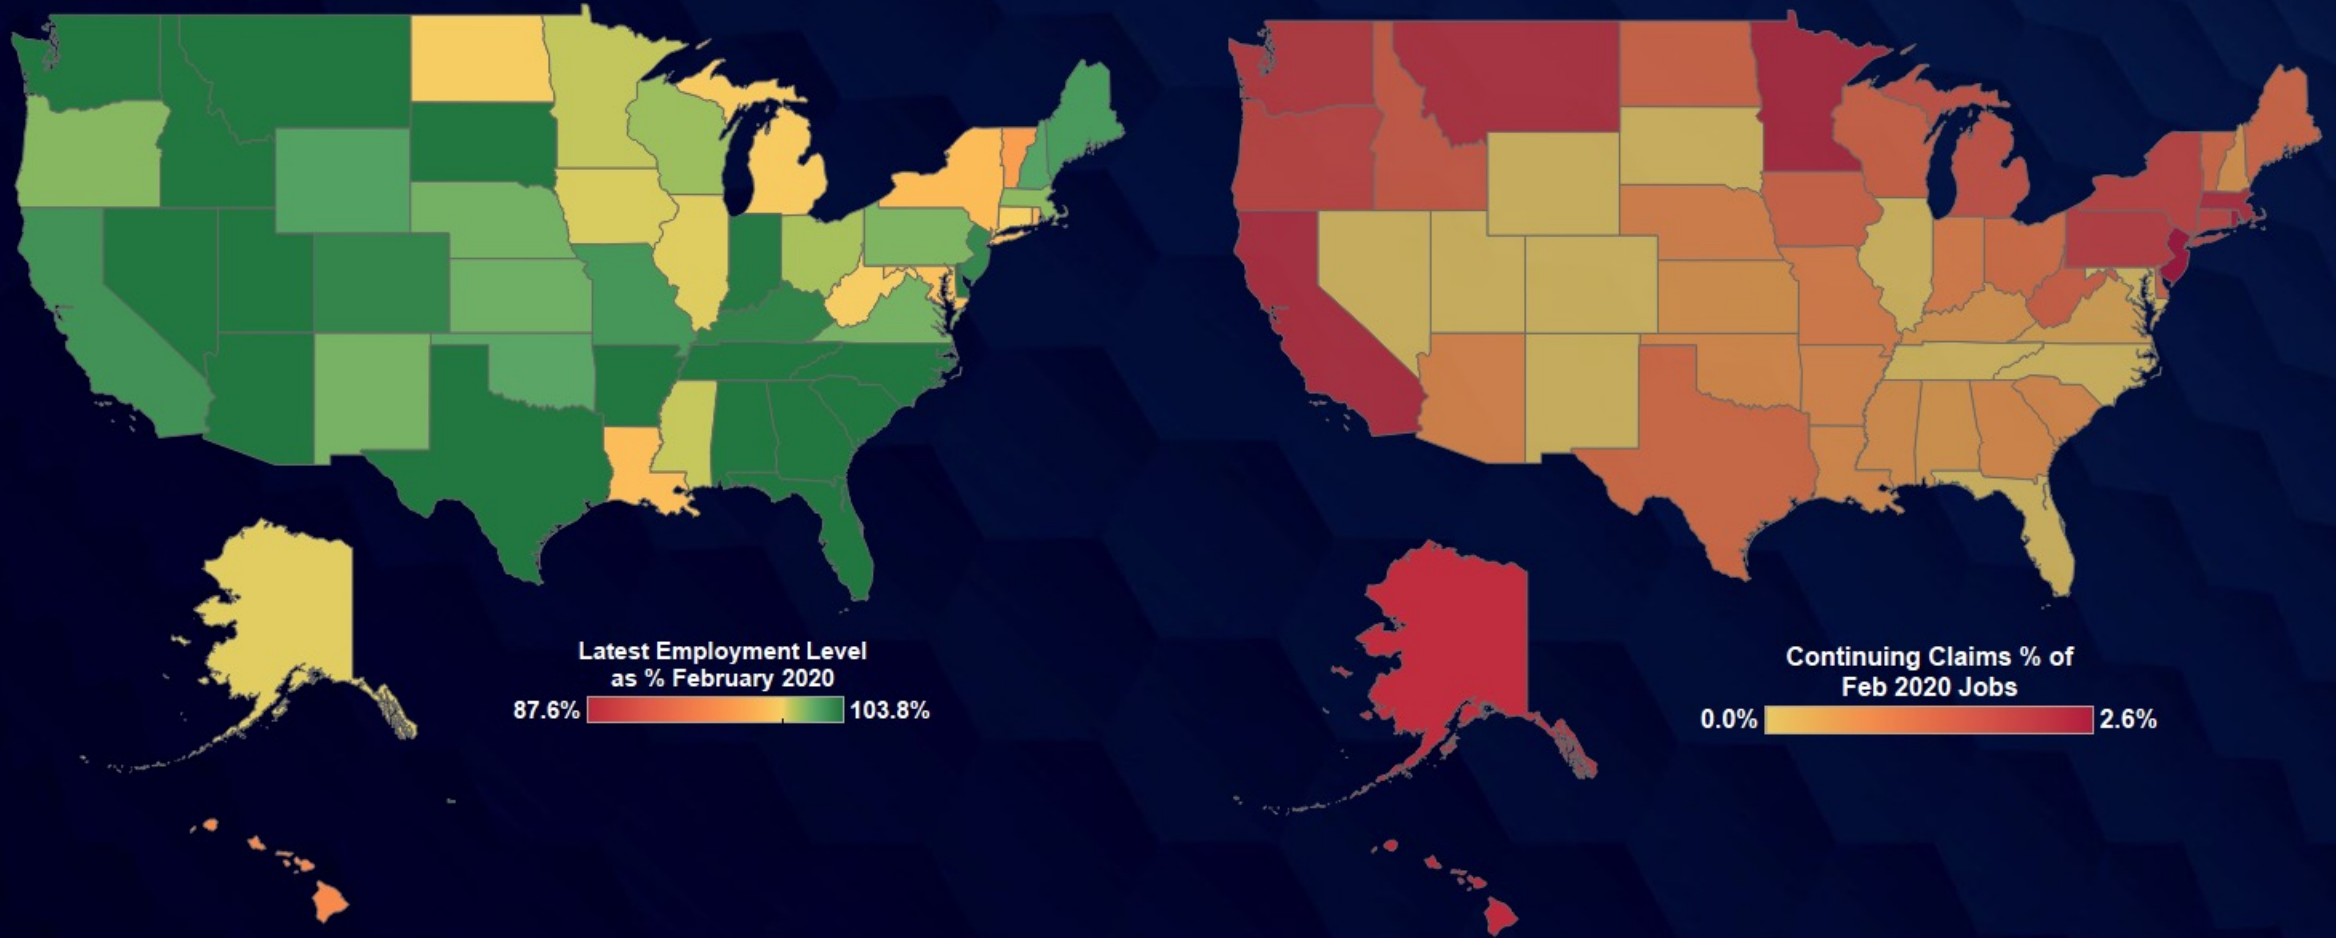 Latest Employment Level
as % February 2020
87.6%
103.8%
Continuing Claims % of
Feb 2020 Jobs
0.0%
2.6%